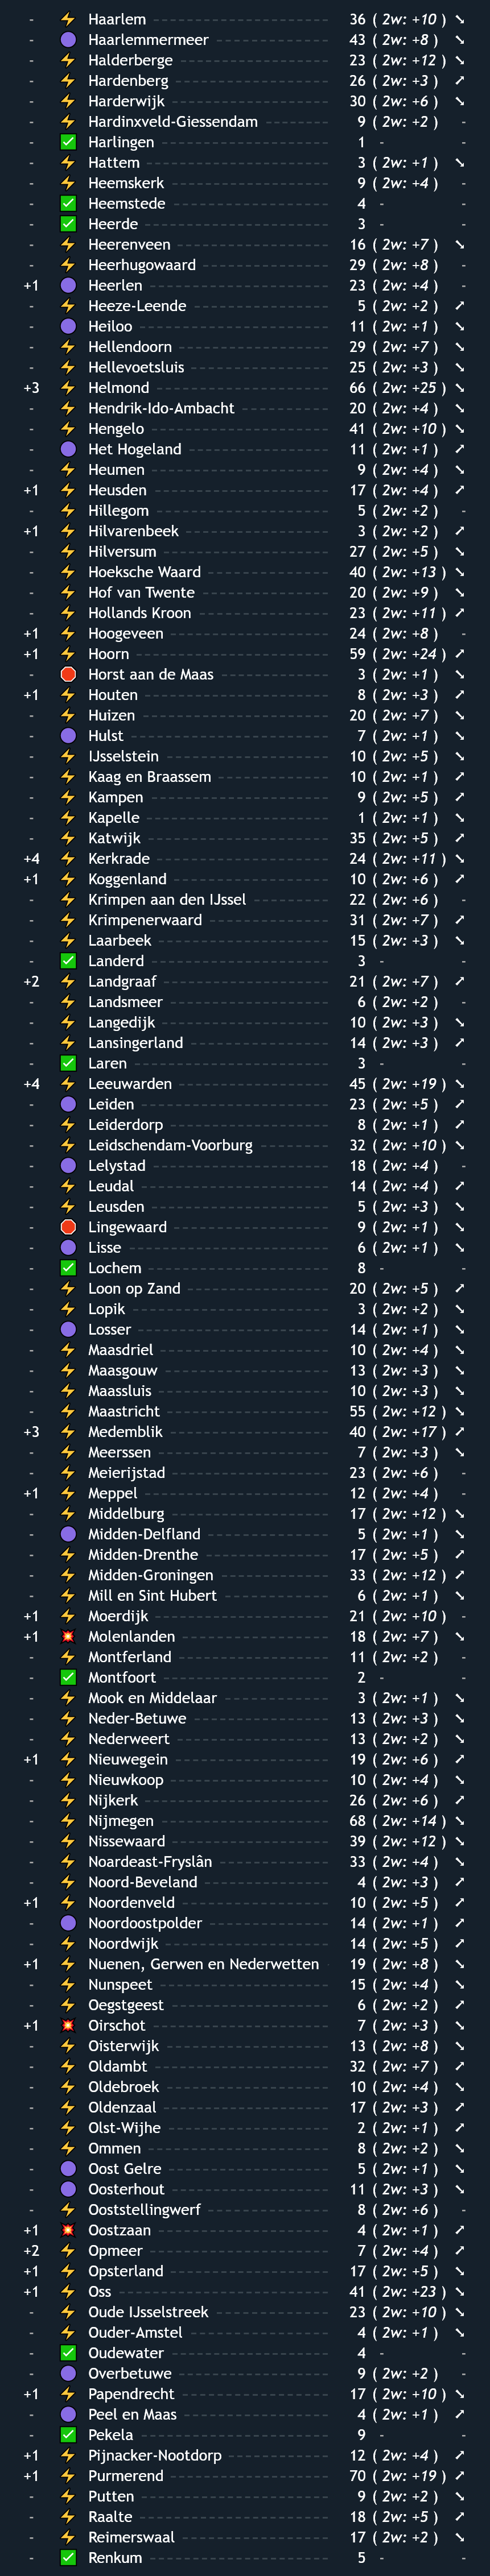 - ⚡ Haarlem 36 ( 2w: +10 ) ↘
- 🟣 Haarlemmermeer 43 ( 2w: +8 ) ↘
- ⚡ Halderberge 23 ( 2w: +12 ) ↘
- ⚡ Hardenberg 26 ( 2w: +3 ) ↗
- ⚡ Harderwijk 30 ( 2w: +6 ) ↘
- ⚡ Hardinxveld-Giessendam 9 ( 2w: +2 ) -
- ✅ Harlingen 1 - -
- ⚡ Hattem 3 ( 2w: +1 ) ↘
- ⚡ Heemskerk 9 ( 2w: +4 ) -
- ✅ Heemstede 4 - -
- ✅ Heerde 3 - -
- ⚡ Heerenveen 16 ( 2w: +7 ) ↘
- ⚡ Heerhugowaard 29 ( 2w: +8 ) -
+1 🟣 Heerlen 23 ( 2w: +4 ) -
- ⚡ Heeze-Leende 5 ( 2w: +2 ) ↗
- 🟣 Heiloo 11 ( 2w: +1 ) ↘
- ⚡ Hellendoorn 29 ( 2w: +7 ) ↘
- ⚡ Hellevoetsluis 25 ( 2w: +3 ) ↘
+3 ⚡ Helmond 66 ( 2w: +25 ) ↘
- ⚡ Hendrik-Ido-Ambacht 20 ( 2w: +4 ) ↘
- ⚡ Hengelo 41 ( 2w: +10 ) ↘
- 🟣 Het Hogeland 11 ( 2w: +1 ) ↗
- ⚡ Heumen 9 ( 2w: +4 ) ↘
+1 ⚡ Heusden 17 ( 2w: +4 ) ↗
- ⚡ Hillegom 5 ( 2w: +2 ) -
+1 ⚡ Hilvarenbeek 3 ( 2w: +2 ) ↗
- ⚡ Hilversum 27 ( 2w: +5 ) ↘
- ⚡ Hoeksche Waard 40 ( 2w: +13 ) ↘
- ⚡ Hof van Twente 20 ( 2w: +9 ) ↘
- ⚡ Hollands Kroon 23 ( 2w: +11 ) ↗
+1 ⚡ Hoogeveen 24 ( 2w: +8 ) -
+1 ⚡ Hoorn 59 ( 2w: +24 ) ↗
- 🛑 Horst aan de Maas 3 ( 2w: +1 ) ↘
+1 ⚡ Houten 8 ( 2w: +3 ) ↗
- ⚡ Huizen 20 ( 2w: +7 ) ↘
- 🟣 Hulst 7 ( 2w: +1 ) ↘
- ⚡ IJsselstein 10 ( 2w: +5 ) ↘
- ⚡ Kaag en Braassem 10 ( 2w: +1 ) ↗
- ⚡ Kampen 9 ( 2w: +5 ) ↗
- ⚡ Kapelle 1 ( 2w: +1 ) ↘
- ⚡ Katwijk 35 ( 2w: +5 ) ↗
+4 ⚡ Kerkrade 24 ( 2w: +11 ) ↘
+1 ⚡ Koggenland 10 ( 2w: +6 ) ↗
- ⚡ Krimpen aan den IJssel 22 ( 2w: +6 ) -
- ⚡ Krimpenerwaard 31 ( 2w: +7 ) ↗
- ⚡ Laarbeek 15 ( 2w: +3 ) ↘
- ✅ Landerd 3 - -
+2 ⚡ Landgraaf 21 ( 2w: +7 ) ↗
- ⚡ Landsmeer 6 ( 2w: +2 ) -
- ⚡ Langedijk 10 ( 2w: +3 ) ↘
- ⚡ Lansingerland 14 ( 2w: +3 ) ↗
- ✅ Laren 3 - -
+4 ⚡ Leeuwarden 45 ( 2w: +19 ) ↘
- 🟣 Leiden 23 ( 2w: +5 ) ↗
- ⚡ Leiderdorp 8 ( 2w: +1 ) ↗
- ⚡ Leidschendam-Voorburg 32 ( 2w: +10 ) ↘
- 🟣 Lelystad 18 ( 2w: +4 ) -
- ⚡ Leudal 14 ( 2w: +4 ) ↗
- ⚡ Leusden 5 ( 2w: +3 ) ↘
- 🛑 Lingewaard 9 ( 2w: +1 ) ↘
- 🟣 Lisse 6 ( 2w: +1 ) ↘
- ✅ Lochem 8 - -
- ⚡ Loon op Zand 20 ( 2w: +5 ) ↗
- ⚡ Lopik 3 ( 2w: +2 ) ↘
- 🟣 Losser 14 ( 2w: +1 ) ↘
- ⚡ Maasdriel 10 ( 2w: +4 ) ↘
- ⚡ Maasgouw 13 ( 2w: +3 ) ↘
- ⚡ Maassluis 10 ( 2w: +3 ) ↘
- ⚡ Maastricht 55 ( 2w: +12 ) ↘
+3 ⚡ Medemblik 40 ( 2w: +17 ) ↗
- ⚡ Meerssen 7 ( 2w: +3 ) ↘
- ⚡ Meierijstad 23 ( 2w: +6 ) -
+1 ⚡ Meppel 12 ( 2w: +4 ) -
- ⚡ Middelburg 17 ( 2w: +12 ) ↘
- 🟣 Midden-Delfland 5 ( 2w: +1 ) ↘
- ⚡ Midden-Drenthe 17 ( 2w: +5 ) ↗
- ⚡ Midden-Groningen 33 ( 2w: +12 ) ↗
- ⚡ Mill en Sint Hubert 6 ( 2w: +1 ) ↘
+1 ⚡ Moerdijk 21 ( 2w: +10 ) -
+1 💥 Molenlanden 18 ( 2w: +7 ) ↘
- ⚡ Montferland 11 ( 2w: +2 ) -
- ✅ Montfoort 2 - -
- ⚡ Mook en Middelaar 3 ( 2w: +1 ) ↘
- ⚡ Neder-Betuwe 13 ( 2w: +3 ) ↘
- ⚡ Nederweert 13 ( 2w: +2 ) ↘
+1 ⚡ Nieuwegein 19 ( 2w: +6 ) ↗
- ⚡ Nieuwkoop 10 ( 2w: +4 ) ↘
- ⚡ Nijkerk 26 ( 2w: +6 ) ↗
- ⚡ Nijmegen 68 ( 2w: +14 ) ↘
- ⚡ Nissewaard 39 ( 2w: +12 ) ↘
- ⚡ Noardeast-Fryslân 33 ( 2w: +4 ) ↘
- ⚡ Noord-Beveland 4 ( 2w: +3 ) ↗
+1 ⚡ Noordenveld 10 ( 2w: +5 ) ↗
- 🟣 Noordoostpolder 14 ( 2w: +1 ) ↗
- ⚡ Noordwijk 14 ( 2w: +5 ) ↗
+1 ⚡ Nuenen, Gerwen en Nederwetten 19 ( 2w: +8 ) ↘
- ⚡ Nunspeet 15 ( 2w: +4 ) ↘
- ⚡ Oegstgeest 6 ( 2w: +2 ) ↗
+1 💥 Oirschot 7 ( 2w: +3 ) ↘
- ⚡ Oisterwijk 13 ( 2w: +8 ) ↘
- ⚡ Oldambt 32 ( 2w: +7 ) ↗
- ⚡ Oldebroek 10 ( 2w: +4 ) ↘
- ⚡ Oldenzaal 17 ( 2w: +3 ) ↗
- ⚡ Olst-Wijhe 2 ( 2w: +1 ) ↗
- ⚡ Ommen 8 ( 2w: +2 ) ↘
- 🟣 Oost Gelre 5 ( 2w: +1 ) ↘
- 🟣 Oosterhout 11 ( 2w: +3 ) ↘
- ⚡ Ooststellingwerf 8 ( 2w: +6 ) -
+1 💥 Oostzaan 4 ( 2w: +1 ) ↗
+2 ⚡ Opmeer 7 ( 2w: +4 ) ↗
+1 ⚡ Opsterland 17 ( 2w: +5 ) ↘
+1 ⚡ Oss 41 ( 2w: +23 ) ↘
- ⚡ Oude IJsselstreek 23 ( 2w: +10 ) ↘
- ⚡ Ouder-Amstel 4 ( 2w: +1 ) ↘
- ✅ Oudewater 4 - -
- 🟣 Overbetuwe 9 ( 2w: +2 ) -
+1 ⚡ Papendrecht 17 ( 2w: +10 ) ↘
- 🟣 Peel en Maas 4 ( 2w: +1 ) ↗
- ✅ Pekela 9 - -
+1 ⚡ Pijnacker-Nootdorp 12 ( 2w: +4 ) ↗
+1 ⚡ Purmerend 70 ( 2w: +19 ) ↗
- ⚡ Putten 9 ( 2w: +2 ) ↘
- ⚡ Raalte 18 ( 2w: +5 ) ↗
- ⚡ Reimerswaal 17 ( 2w: +2 ) ↘
- ✅ Renkum 5 - -